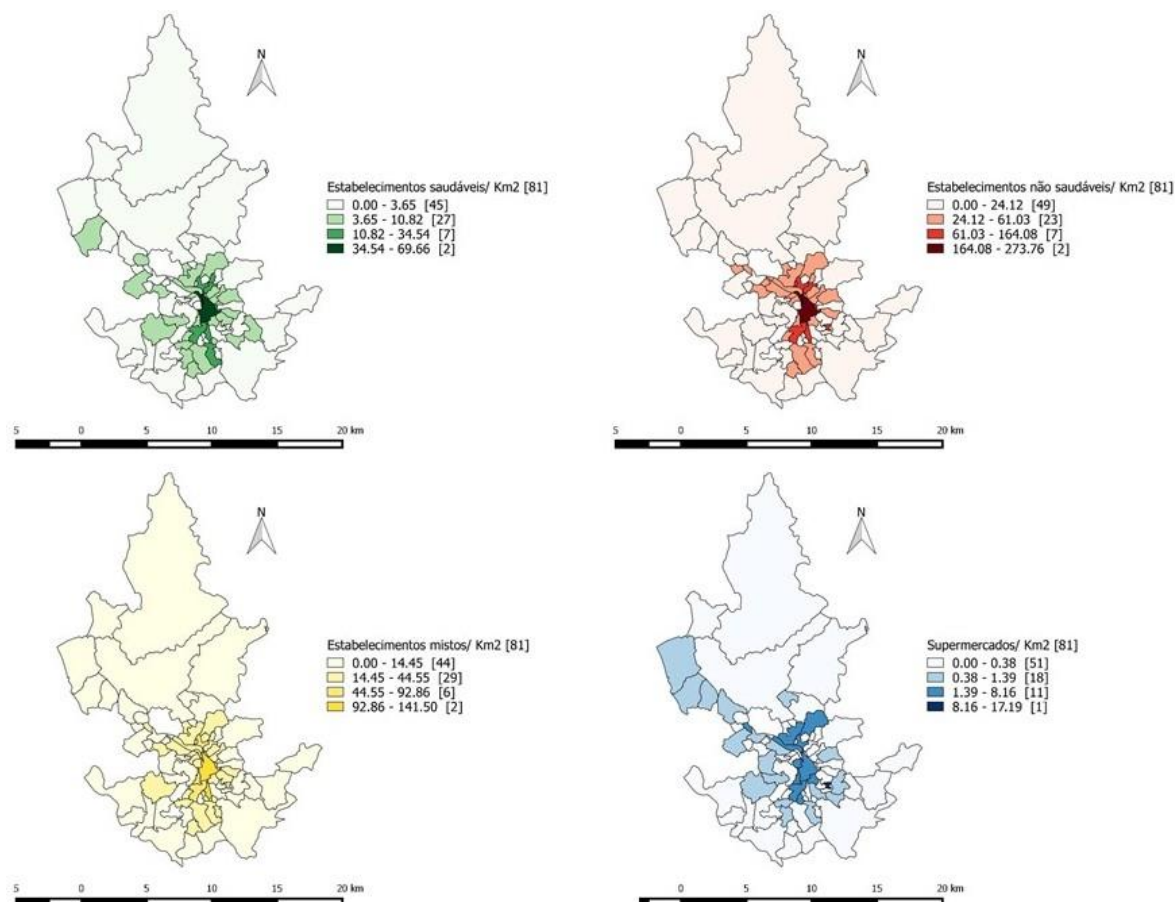 N
Estabelecimentos saudáveis/ Km2 [81]
0.00 - 3.65 [45]
3.65 - 10.82 [27]
10.82 - 34.54 [7]
34.54 - 69.66 [2]
5 0 5 10 15 20 km
N
Estabelecimentos não saudáveis/ Km2 [81]
0.00 - 24.12 [49]
24.12 - 61.03 [23]
61.03 - 164.08 [7]
164.08 - 273.76 [2]
5 0 5 10 15 20 km
N
Estabelecimentos mistos/ Km2 [81]
0.00 - 14.45 [44]
14.45 - 44.55 [29]
44.55 - 92.86 [6]
92.86 - 141.50 [2]
5 0 5 10 15 20 km
N
Supermercados/ Km2 [81]
0.00 - 0.38 [51]
0.38 - 1.39 [18]
1.39 - 8.16 [11]
8.16 - 17.19 [1]
5 0 5 10 15 20 km